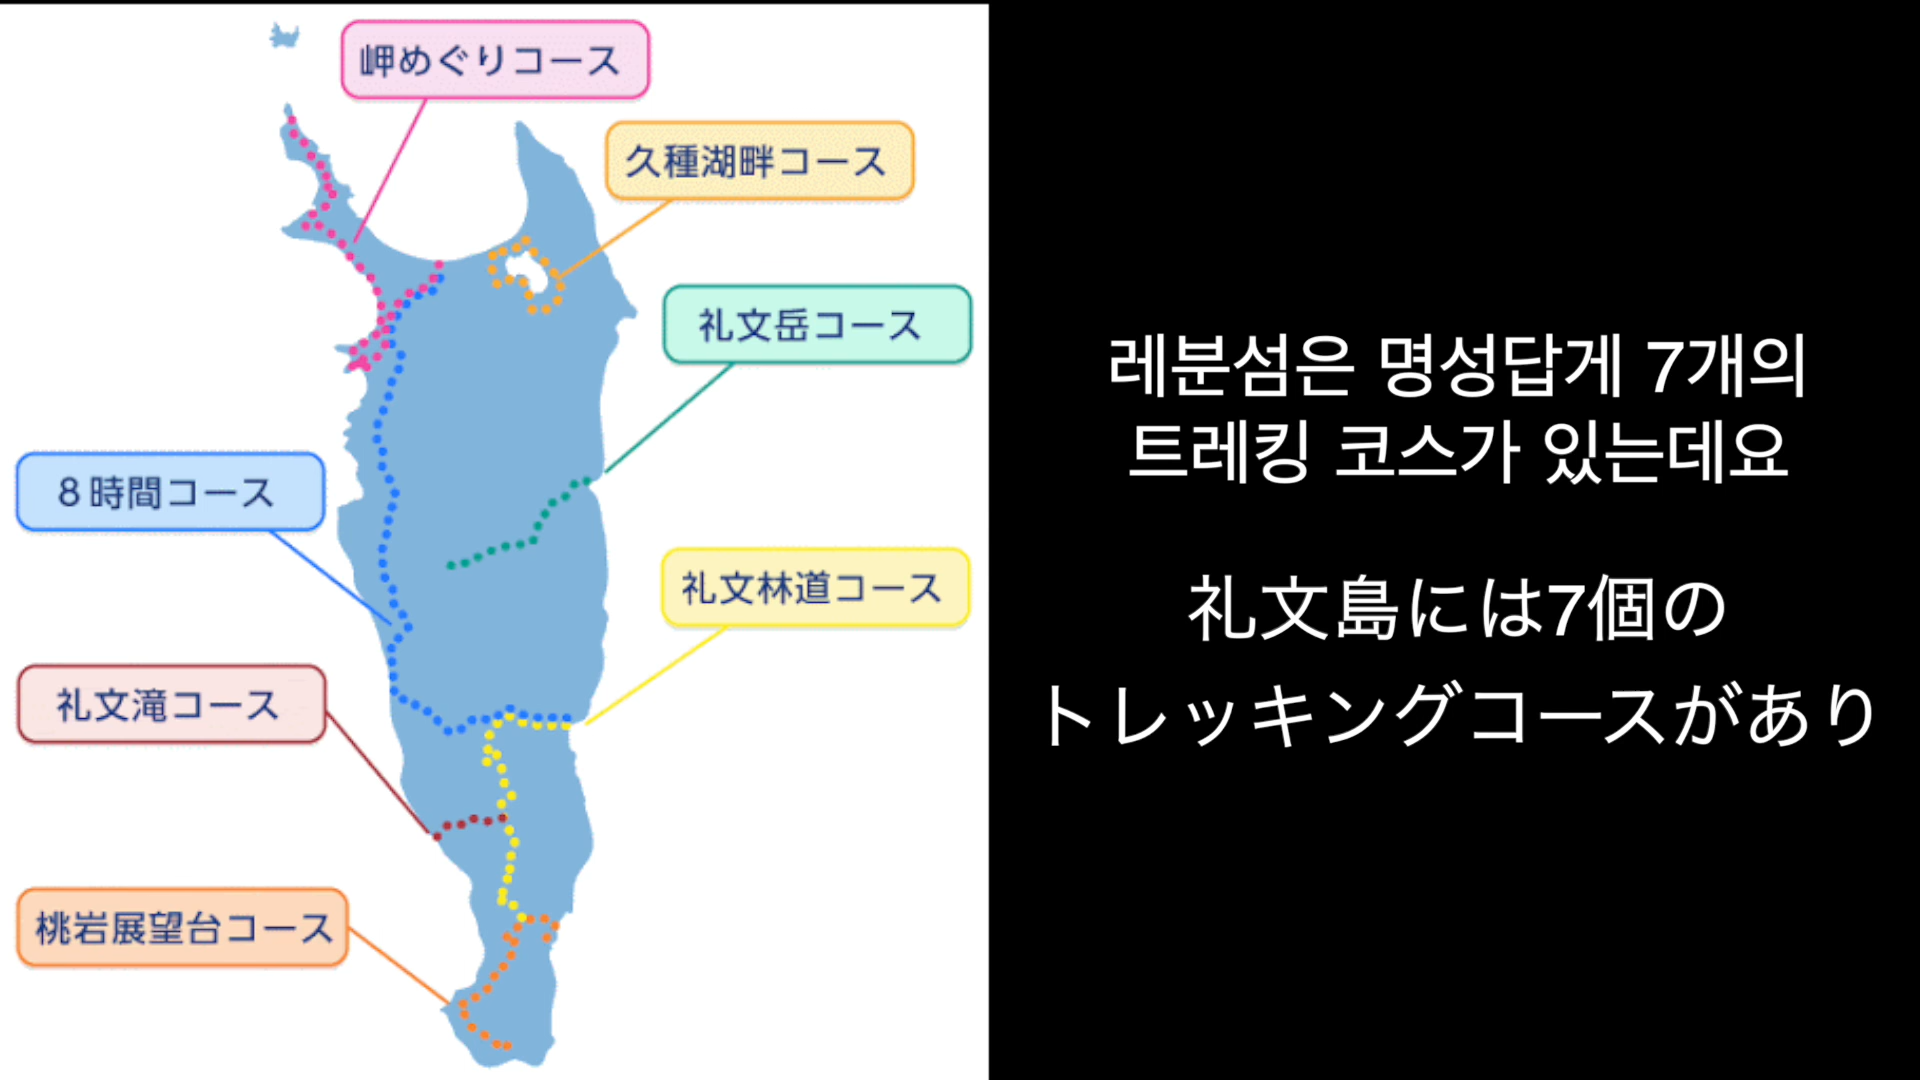 岬めぐりコース
久種湖畔コース
礼文岳コース
8時間コース
礼文林道コース
礼文滝コース
桃岩展望台コース
레분섬은 명성답게 7개의
트레킹 코스가 있는데요
礼文島には7個の
トレッキングコースがあり